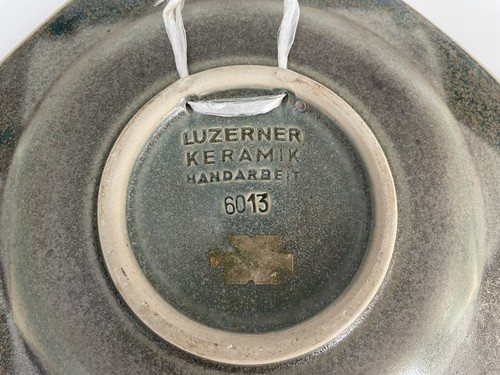 LUZERNER
KERAMIK
HANDARBEIT
6013